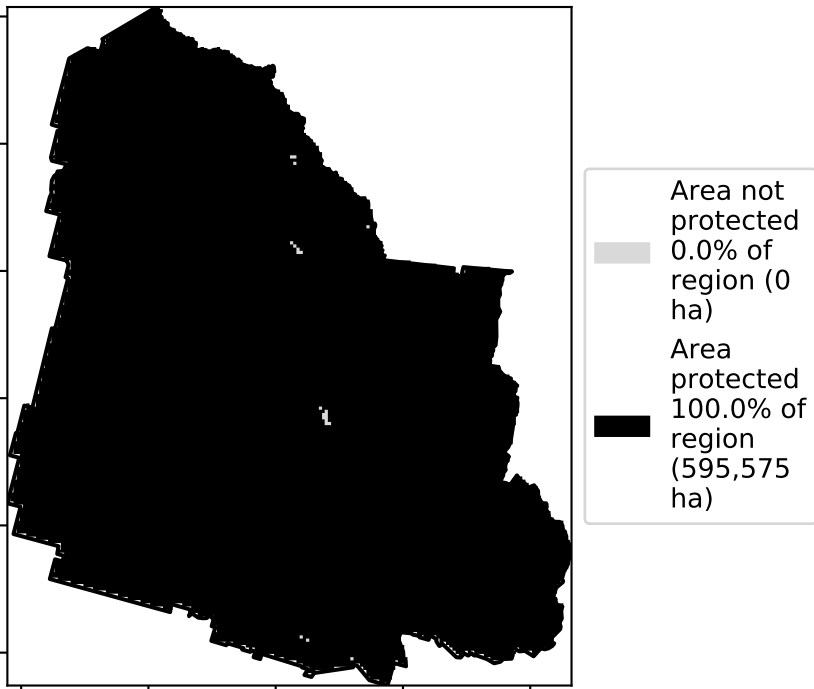 Area not
protected
0.0% of
region (0
ha)
Area
protected
100.0% of
region
(595,575
ha)